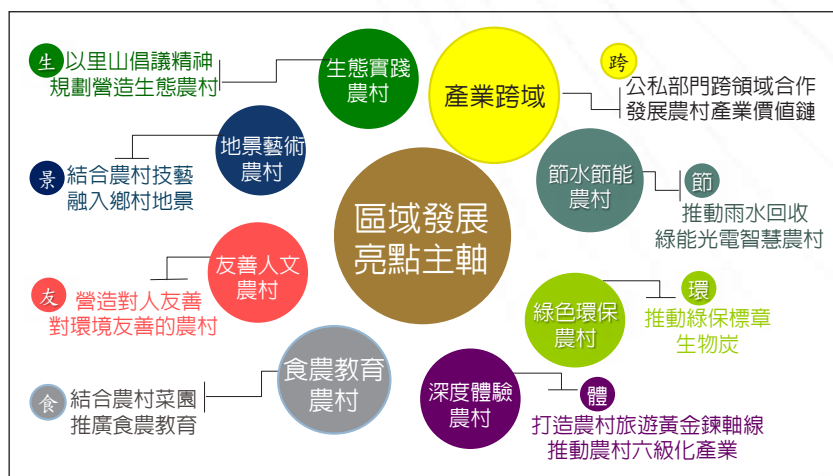 生
以里山倡議精神
規劃營造生態農村
生態實踐
農村
產業跨域
跨
公私部門跨領域合作
發展農村產業價值鏈
景
結合農村技藝
融入鄉村地景
地景藝術
農村
區域發展
亮點主軸
節水節能
農村
節
推動雨水回收
綠能光電智慧農村
友
營造對人友善
對環境友善的農村
友善人文
農村
綠色環保
農村
環
推動綠保標章
生物炭
食
結合農村菜園
推廣食農教育
食農教育
農村
深度體驗
農村
體
打造農村旅遊黃金鍊軸線
推動農村六級化產業